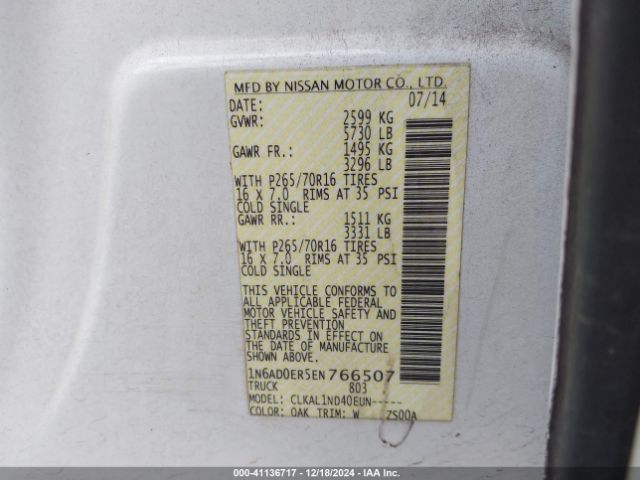 MFD BY NISSAN MOTOR CO., LTD.
DATE: 07/14
GVWR: 2599 KG
5730 LB
GAWR FR.: 1495 KG
3296 LB
WITH P265/70R16 TIRES
16 X 7.0 RIMS AT 35 PSI
COLD SINGLE
GAWR RR.: 1511 KG
3331 LB
WITH P265/70R16 TIRES
16 X 7.0 RIMS AT 35 PSI
COLD SINGLE
THIS VEHICLE CONFORMS TO
ALL APPLICABLE FEDERAL
MOTOR VEHICLE SAFETY AND
THEFT PREVENTION
STANDARDS IN EFFECT ON
THE DATE OF MANUFACTURE
SHOWN ABOVE.
1N6AD0ER5EN766507
TRUCK 803
MODEL: CLKAL1ND40EUN-----
COLOR: QAK TRIM: W ZS00A
000-41136717 - 12/18/2024 - IAAI.COM